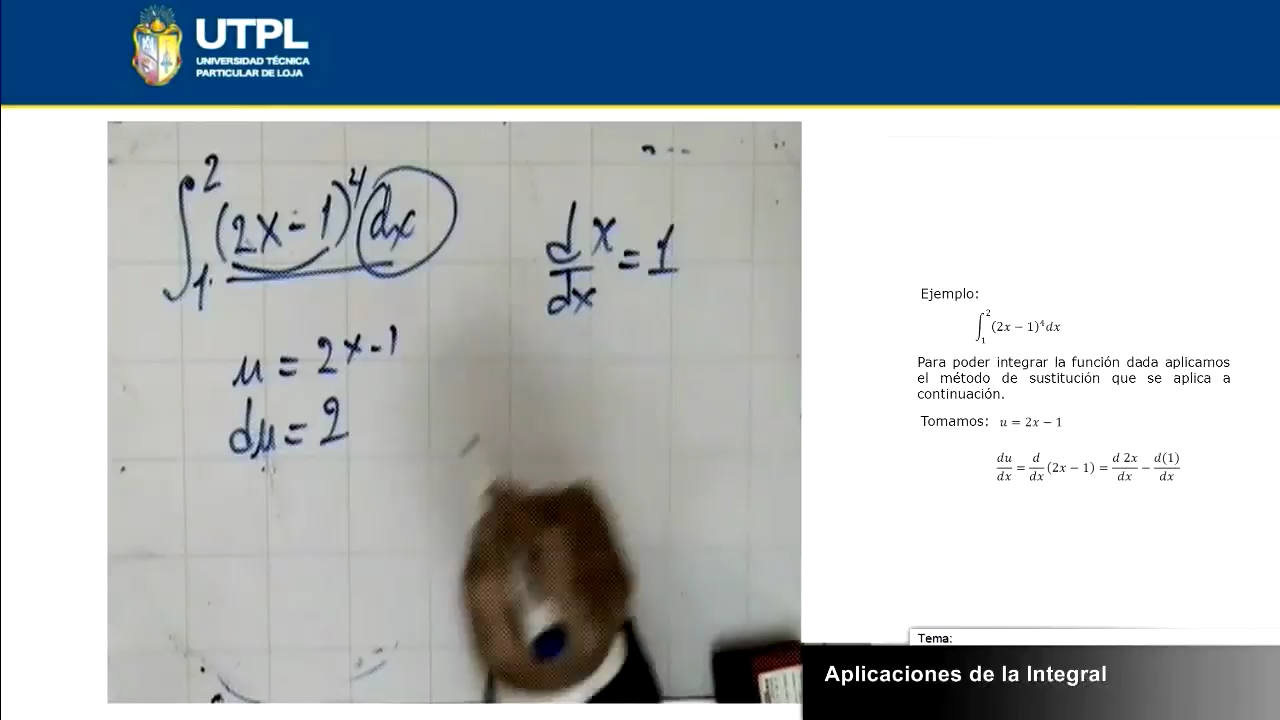 UTPL
UNIVERSIDAD TÉCNICA
PARTICULAR DE LOJA
∫₁² (2x-1)⁴ dx
d/dx x = 1
u = 2x-1
du = 2
Ejemplo:
∫₁² (2x − 1)⁴dx
Para poder integrar la función dada aplicamos
el método de sustitución que se aplica a
continuación.
Tomamos: u = 2x − 1
du/dx = d/dx (2x − 1) = d 2x/dx − d(1)/dx
Tema:
Aplicaciones de la Integral